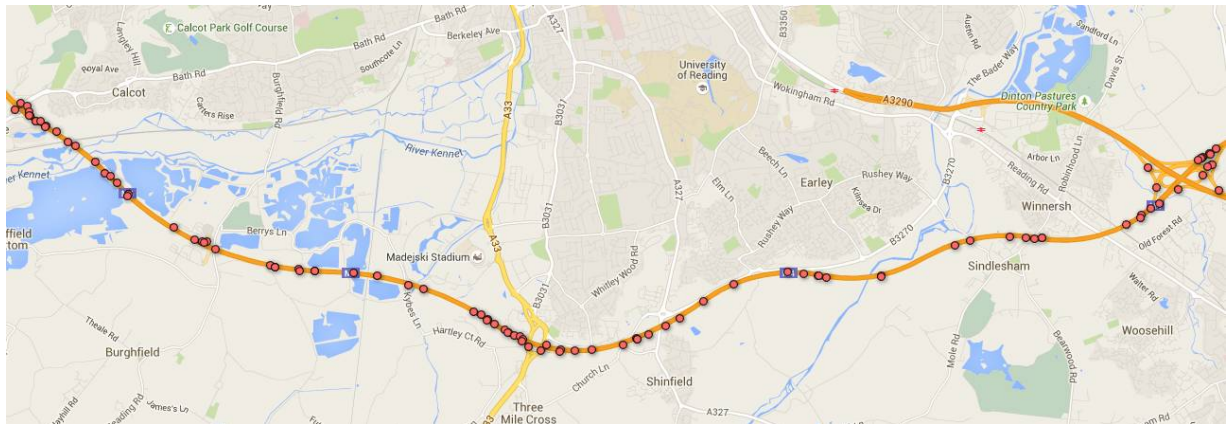 Calcot Park Golf Course
Langley Hill
Royal Ave
Bath Rd
Calcot
Calvers Rise
Burghfield Rd
Southcote Ln
Bath Rd
Berkeley Ave
A327
A33
B3031
River Kennet
River Kennet
Berrys Ln
Madejski Stadium
A33
B3031
B3031
Kybes Ln
Hartley Ct Rd
Theale Rd
Burghfield
James's Ln
Reading Rd
Three
Mile Cross
A33
Church Ln
Shinfield
A327
Whitley Wood Rd
A327
University
of Reading
B3350
Wokingham Rd
Elm Ln
Beech Ln
Earley
Rushey Way
Rushey Way
Kilnsea Dr
B3270
B3270
A3290
Austin Rd
The Bader Way
Sandford Ln
Davis St
Dinton Pastures
Country Park
Arbor Ln
Robinhood Ln
Reading Rd
Winnersh
Old Forest Rd
Sindlesham
Walter Rd
Woosehill
Mole Rd
Bearwood Rd